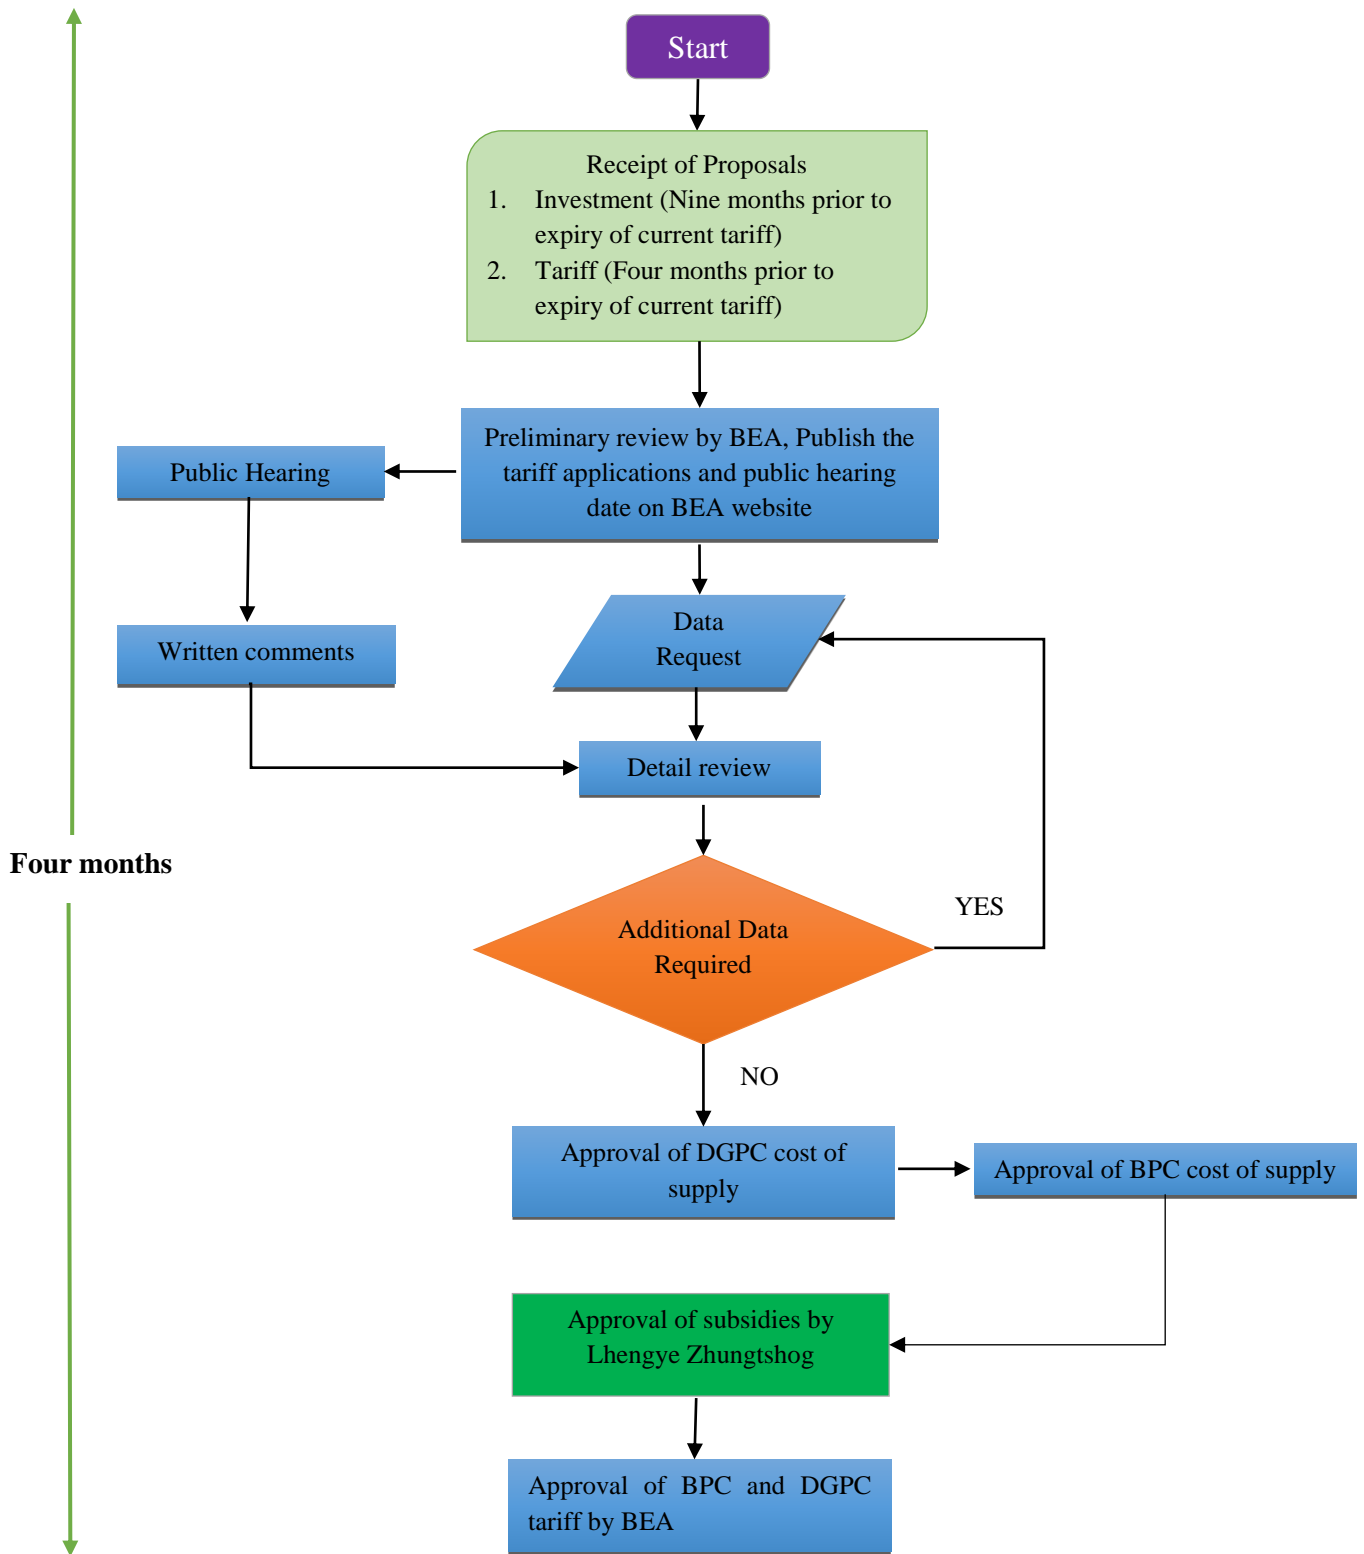 Start
Receipt of Proposals
1. Investment (Nine months prior to
expiry of current tariff)
2. Tariff (Four months prior to
expiry of current tariff)
Preliminary review by BEA, Publish the
tariff applications and public hearing
date on BEA website
Public Hearing
Data
Request
Written comments
Detail review
Four months
Additional Data
Required
YES
NO
Approval of DGPC cost of
supply
Approval of BPC cost of supply
Approval of subsidies by
Lhengye Zhungtshog
Approval of BPC and DGPC
tariff by BEA